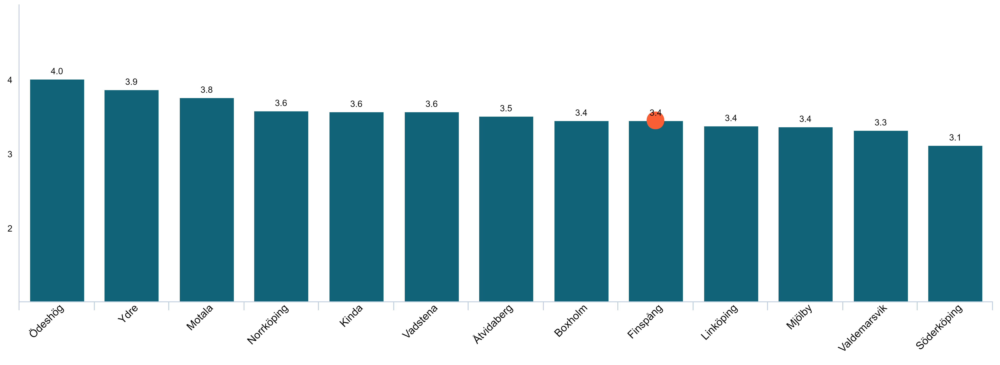 4.0
3.9
3.8
3.6
3.6
3.6
3.5
3.4
3.4
3.4
3.4
3.3
3.1
4
3
2
Ödeshög
Ydre
Motala
Norrköping
Kinda
Vadstena
Åtvidaberg
Boxholm
Finspång
Linköping
Mjölby
Valdemarsvik
Söderköping